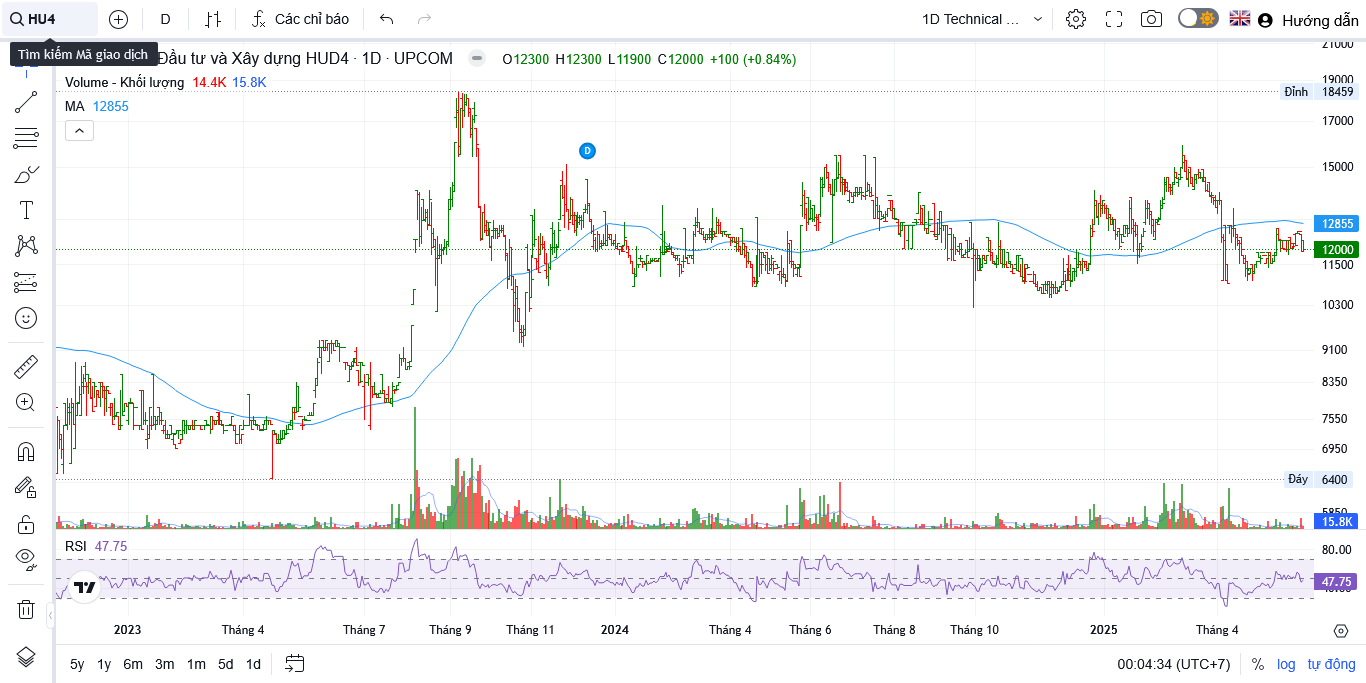 HU4
D
Các chỉ báo
1D Technical ...
Hướng dẫn
Tìm kiếm Mã giao dịch
Đầu tư và Xây dựng HUD4 · 1D · UPCOM
O12300 H12300 L11900 C12000 +100 (+0.84%)
Volume - Khối lượng 14.4K 15.8K
MA 12855
D
21000
19000
Đỉnh 18459
17000
15000
12855
12000
11500
10300
9100
8350
7550
6950
Đáy 6400
5850
15.8K
RSI 47.75
80.00
47.75
2023
Tháng 4
Tháng 7
Tháng 9
Tháng 11
2024
Tháng 4
Tháng 6
Tháng 8
Tháng 10
2025
Tháng 4
5y 1y 6m 3m 1m 5d 1d
00:04:34 (UTC+7)
% log tự động